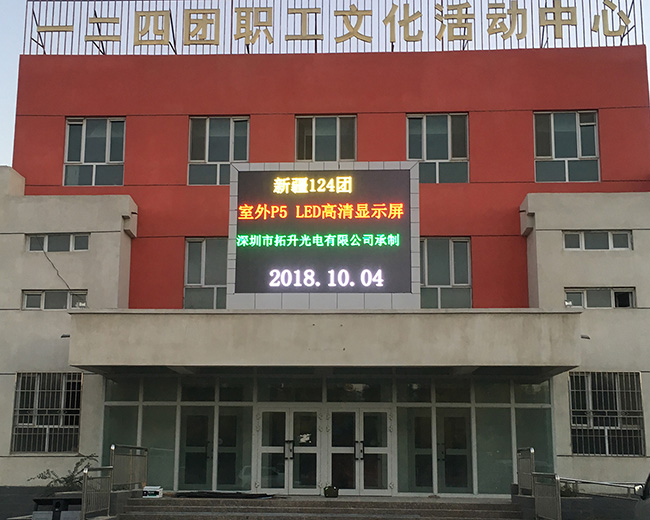 一二四团职工文化活动中心
新疆124团
室外P5 LED高清显示屏
深圳市拓升光电有限公司承制
2018.10.04